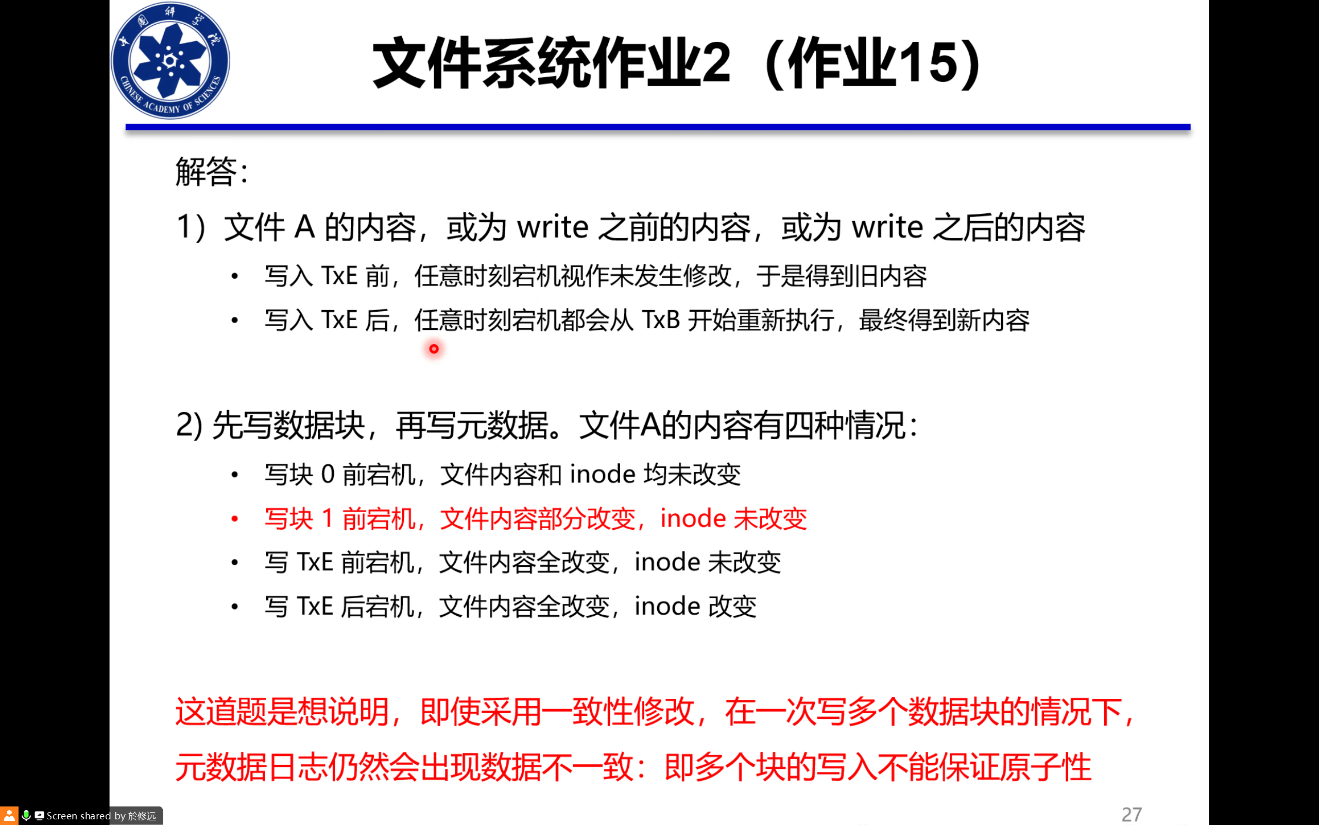 中国科学院
CHINESE ACADEMY OF SCIENCES
文件系统作业2（作业15）
解答：
1）文件 A 的内容，或为 write 之前的内容，或为 write 之后的内容
• 写入 TxE 前，任意时刻宕机视作未发生修改，于是得到旧内容
• 写入 TxE 后，任意时刻宕机都会从 TxB 开始重新执行，最终得到新内容
2) 先写数据块，再写元数据。文件A的内容有四种情况：
• 写块 0 前宕机，文件内容和 inode 均未改变
• 写块 1 前宕机，文件内容部分改变，inode 未改变
• 写 TxE 前宕机，文件内容全改变，inode 未改变
• 写 TxE 后宕机，文件内容全改变，inode 改变
这道题是想说明，即使采用一致性修改，在一次写多个数据块的情况下，
元数据日志仍然会出现数据不一致：即多个块的写入不能保证原子性
27
Screen shared by 於修远